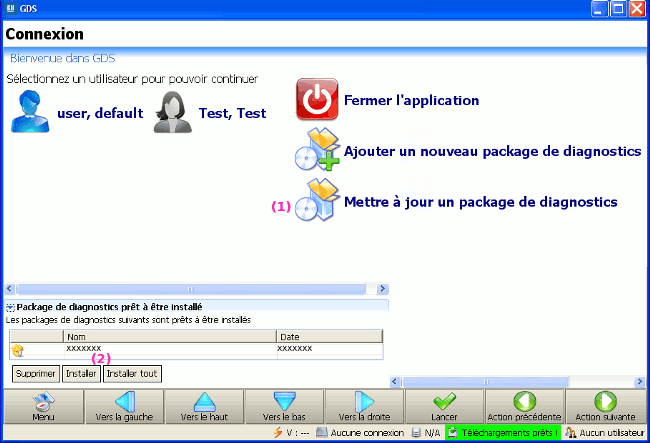 GDS
Connexion
Bienvenue dans GDS
Sélectionnez un utilisateur pour pouvoir continuer
user, default
Test, Test
Fermer l'application
Ajouter un nouveau package de diagnostics
(1) Mettre à jour un package de diagnostics
Package de diagnostics prêt à être installé
Les packages de diagnostics suivants sont prêts à être installés
Nom Date
xxxxxxx xxxxxxx
(2)
Supprimer Installer Installer tout
Menu Vers la gauche Vers le haut Vers le bas Vers la droite Lancer Action précédente Action suivante
V : --- Aucune connexion N/A Téléchargements prêts ! Aucun utilisateur